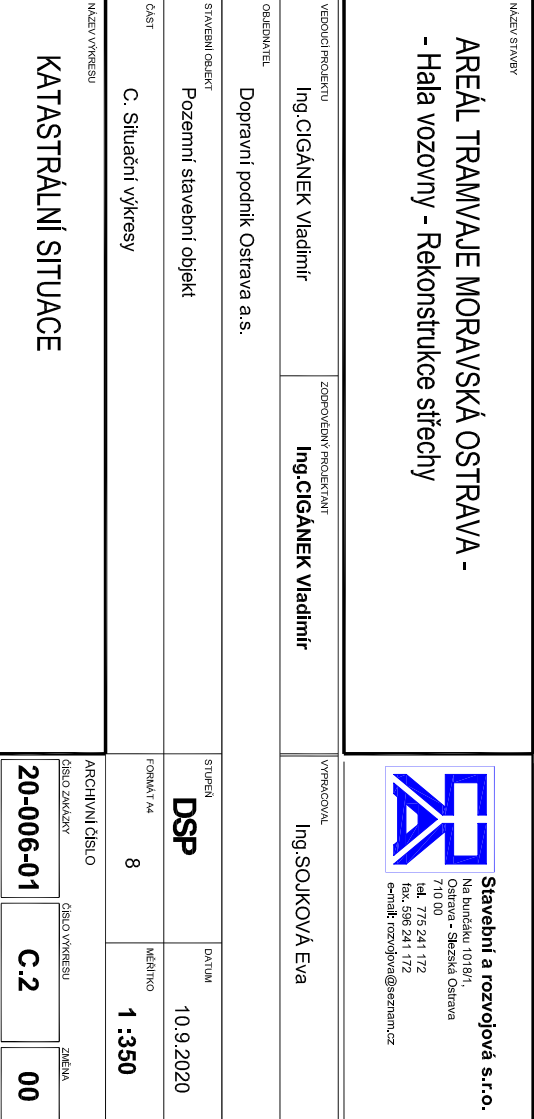 NÁZEV STAVBY
AREÁL TRAMVAJE MORAVSKÁ OSTRAVA -
- Hala vozovny - Rekonstrukce střechy
Stavební a rozvojová s.r.o.
Na bunčáku 1018/1,
Ostrava - Slezská Ostrava
710 00
tel. 775 241 172
fax. 596 241 172
e-mail: rozvojova@seznam.cz
VEDOUCÍ PROJEKTU
Ing.CIGÁNEK Vladimír
ZODPOVĚDNÝ PROJEKTANT
Ing.CIGÁNEK Vladimír
VYPRACOVAL
Ing.SOJKOVÁ Eva
OBJEDNATEL
Dopravní podnik Ostrava a.s.
STAVEBNÍ OBJEKT
Pozemní stavební objekt
STUPEŇ
DSP
DATUM
10.9.2020
ČÁST
C. Situační výkresy
FORMÁT A4
8
MĚŘÍTKO
1 :350
NÁZEV VÝKRESU
KATASTRÁLNÍ SITUACE
ARCHIVNÍ ČÍSLO
ČÍSLO ZAKÁZKY
20-006-01
ČÍSLO VÝKRESU
C.2
ZMĚNA
00